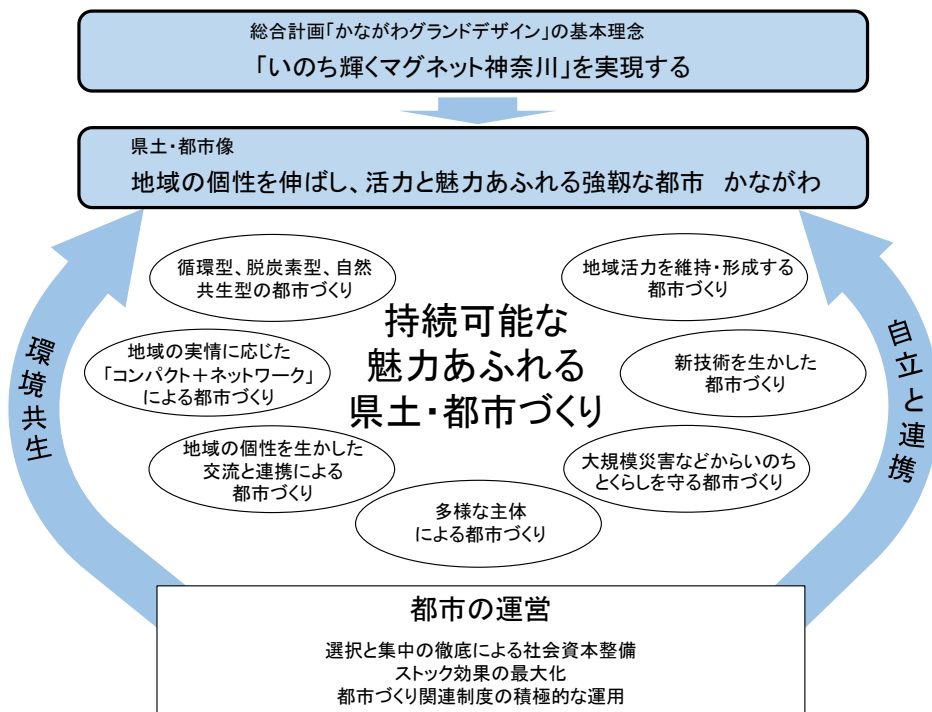 総合計画「かながわグランドデザイン」の基本理念
「いのち輝くマグネット神奈川」を実現する
県土・都市像
地域の個性を伸ばし、活力と魅力あふれる強靱な都市　かながわ
循環型、脱炭素型、自然
共生型の都市づくり
地域活力を維持・形成する
都市づくり
持続可能な
魅力あふれる
県土・都市づくり
環境共生
自立と連携
地域の実情に応じた
「コンパクト＋ネットワーク」
による都市づくり
新技術を生かした
都市づくり
地域の個性を生かした
交流と連携による
都市づくり
大規模災害などからいのち
とくらしを守る都市づくり
多様な主体
による都市づくり
都市の運営
選択と集中の徹底による社会資本整備
ストック効果の最大化
都市づくり関連制度の積極的な運用